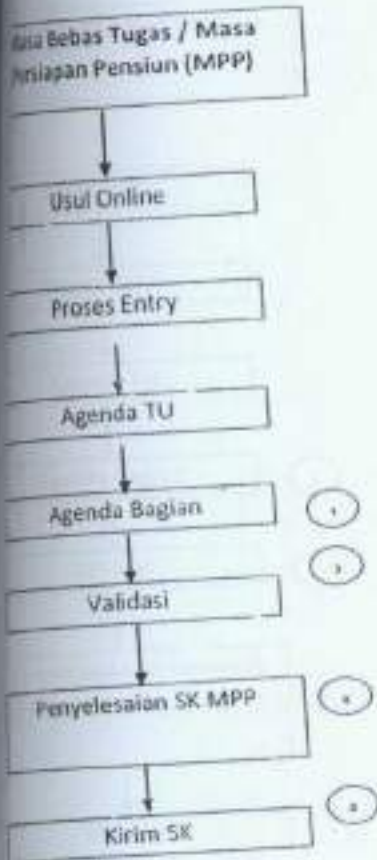 Bebas Tugas / Masa
Pensiun (MPP)
Usul Online
Proses Entry
Agenda TU
Agenda Bagian
Validasi
Penyelesaian SK MPP
Kirim SK